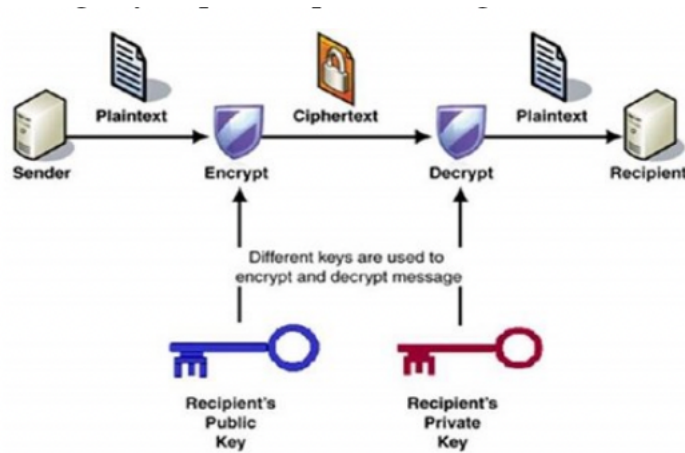 Plaintext
Ciphertext
Plaintext
Sender
Encrypt
Decrypt
Recipient
Different keys are used to
encrypt and decrypt message
Recipient's
Public
Key
Recipient's
Private
Key